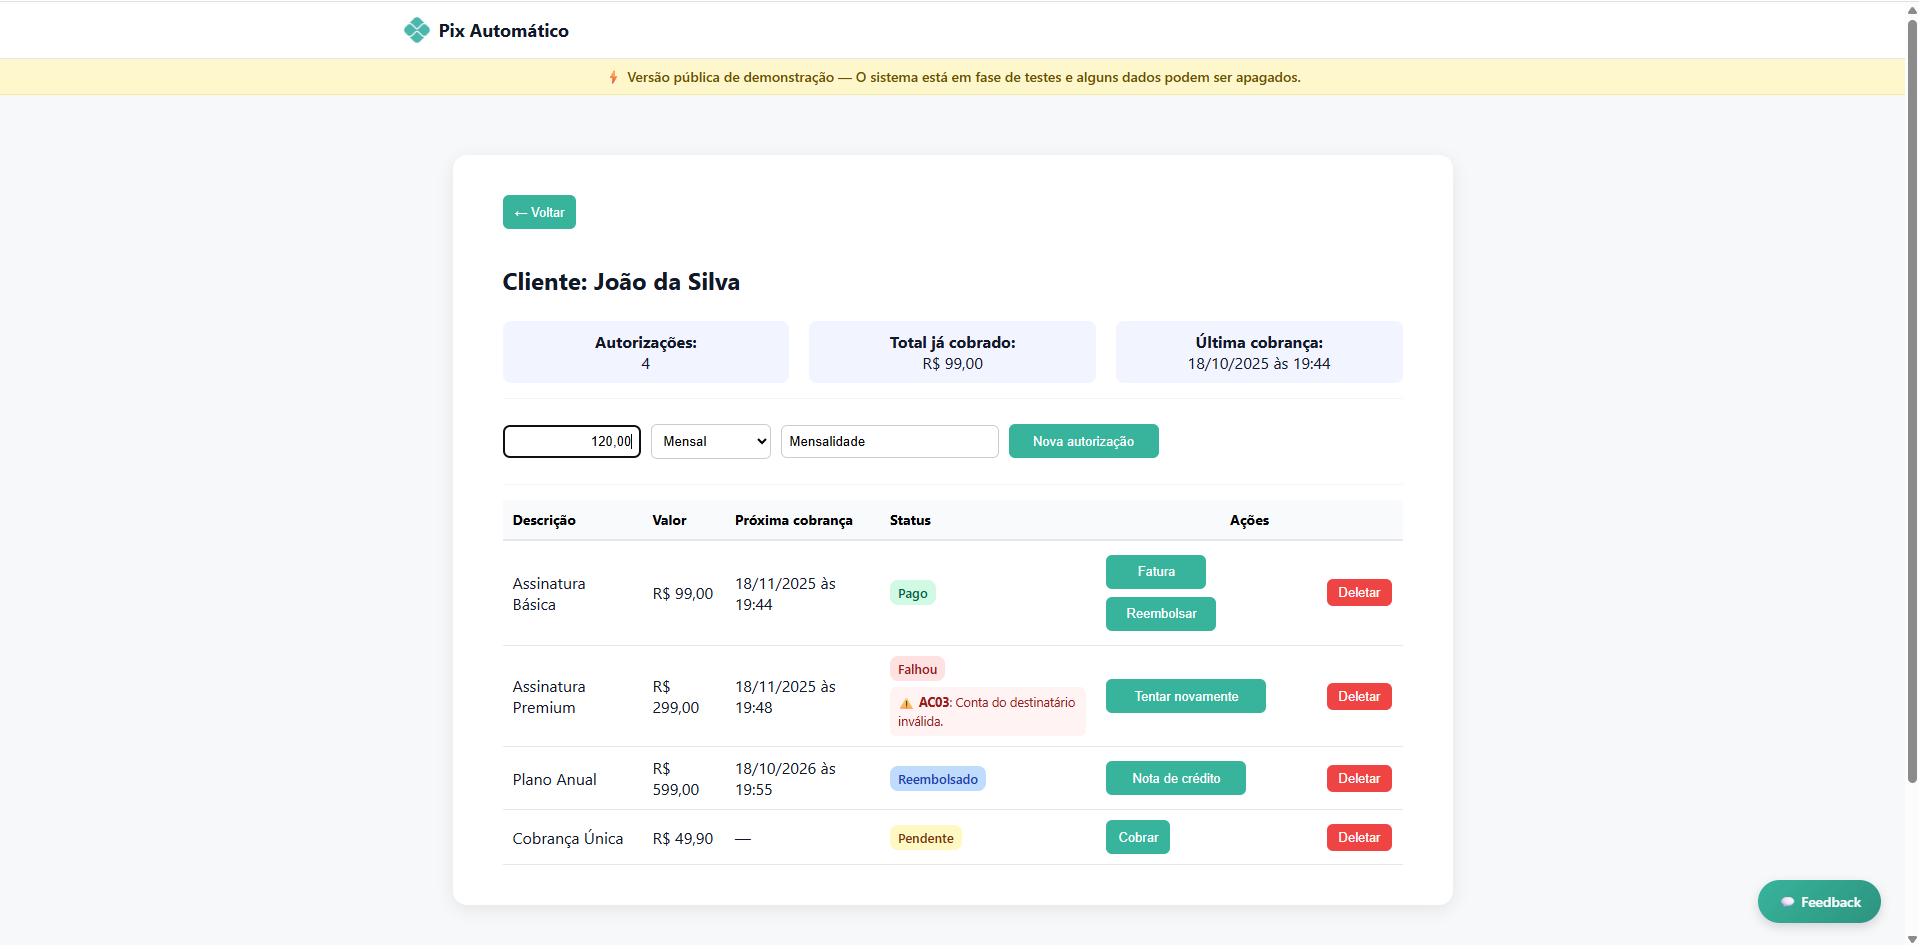 Pix Automático
Versão pública de demonstração — O sistema está em fase de testes e alguns dados podem ser apagados.
← Voltar
Cliente: João da Silva
Autorizações:
4
Total já cobrado:
R$ 99,00
Última cobrança:
18/10/2025 às 19:44
120,00
Mensal
Mensalidade
Nova autorização
Descrição Valor Próxima cobrança Status Ações
Assinatura
Básica
R$ 99,00
18/11/2025 às
19:44
Pago
Fatura
Reembolsar
Deletar
Assinatura
Premium
R$
299,00
18/11/2025 às
19:48
Falhou
AC03: Conta do destinatário
inválida.
Tentar novamente
Deletar
Plano Anual
R$
599,00
18/10/2026 às
19:55
Reembolsado
Nota de crédito
Deletar
Cobrança Única
R$ 49,90
—
Pendente
Cobrar
Deletar
Feedback